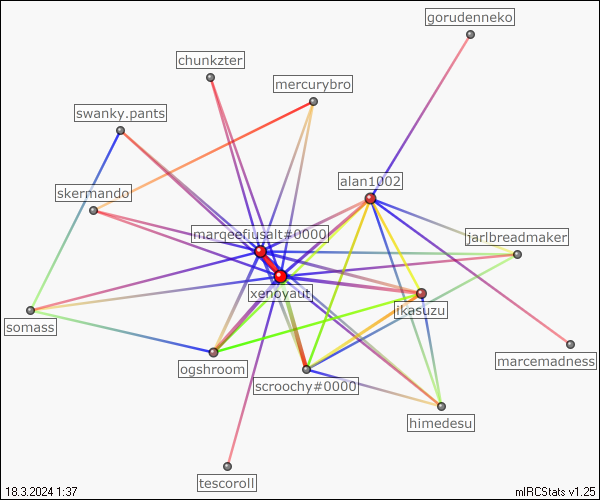 gorudenneko
chunkzter
mercurybro
swanky.pants
alan1002
skermando
marqeefiusalt#0000
jarlbreadmaker
xenoyaut
ikasuzu
somass
marcemadness
ogshroom
scroochy#0000
himedesu
tescoroll
18.3.2024 1:37
mIRCStats v1.25